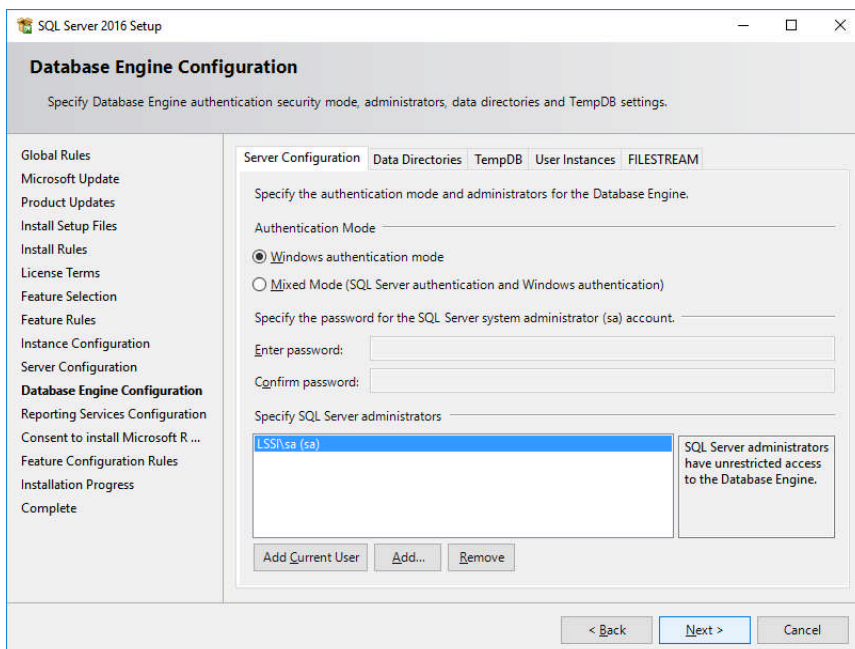 SQL Server 2016 Setup
Database Engine Configuration
Specify Database Engine authentication security mode, administrators, data directories and TempDB settings.
Global Rules
Microsoft Update
Product Updates
Install Setup Files
Install Rules
License Terms
Feature Selection
Feature Rules
Instance Configuration
Server Configuration
Database Engine Configuration
Reporting Services Configuration
Consent to install Microsoft R ...
Feature Configuration Rules
Installation Progress
Complete
Server Configuration Data Directories TempDB User Instances FILESTREAM
Specify the authentication mode and administrators for the Database Engine.
Authentication Mode
Windows authentication mode
Mixed Mode (SQL Server authentication and Windows authentication)
Specify the password for the SQL Server system administrator (sa) account.
Enter password:
Confirm password:
Specify SQL Server administrators
LSSI\sa (sa)
SQL Server administrators
have unrestricted access
to the Database Engine.
Add Current User Add... Remove
< Back Next > Cancel